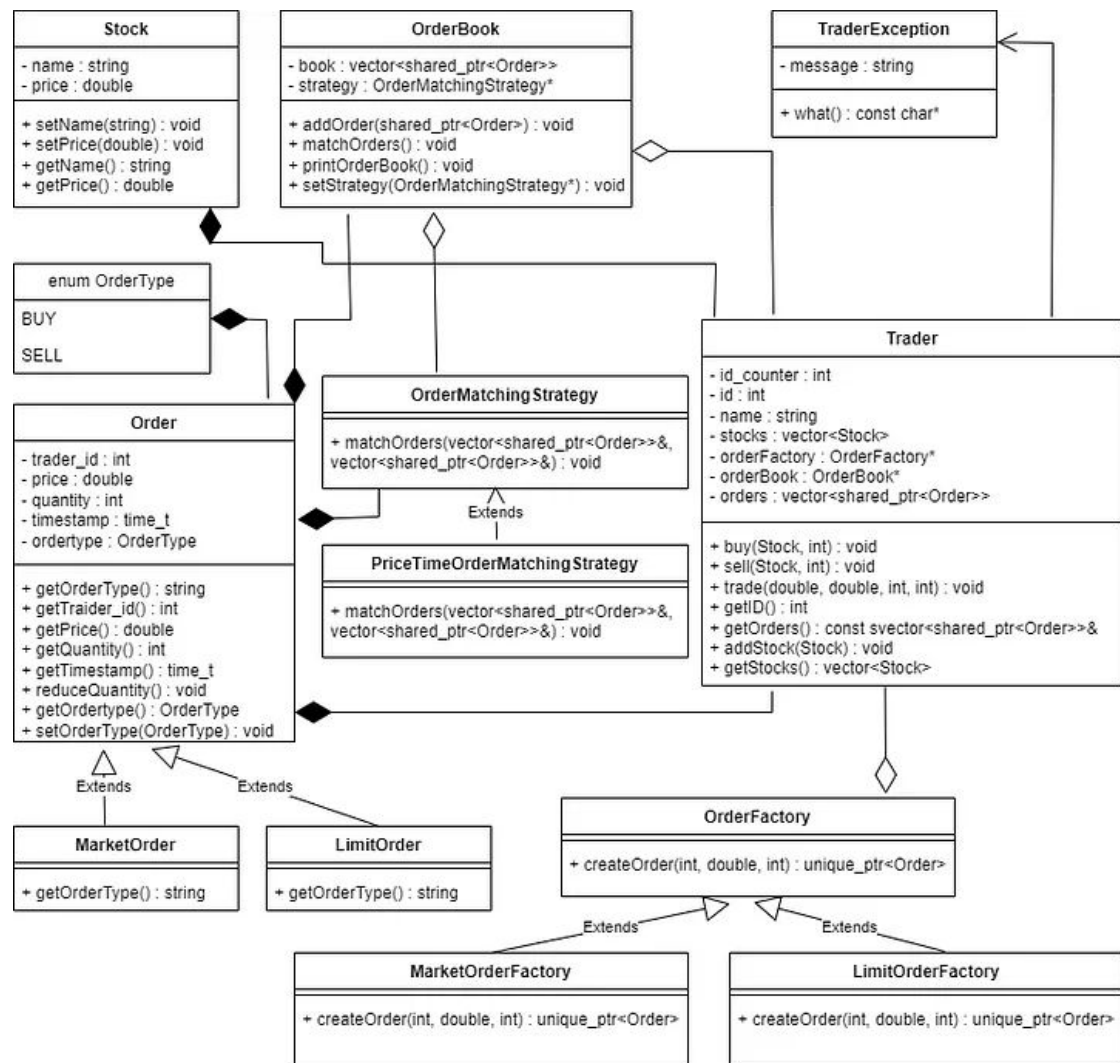 Stock
- name : string
- price : double
+ setName(string) : void
+ setPrice(double) : void
+ getName() : string
+ getPrice() : double
OrderBook
- book : vector<shared_ptr<Order>>
- strategy : OrderMatchingStrategy*
+ addOrder(shared_ptr<Order>) : void
+ matchOrders() : void
+ printOrderBook() : void
+ setStrategy(OrderMatchingStrategy*) : void
TraderException
- message : string
+ what() : const char*
enum OrderType
BUY
SELL
Order
- trader_id : int
- price : double
- quantity : int
- timestamp : time_t
- ordertype : OrderType
+ getOrderType() : string
+ getTraider_id() : int
+ getPrice() : double
+ getQuantity() : int
+ getTimestamp() : time_t
+ reduceQuantity() : void
+ getOrdertype() : OrderType
+ setOrderType(OrderType) : void
OrderMatchingStrategy
+ matchOrders(vector<shared_ptr<Order>>&,
vector<shared_ptr<Order>>&) : void
Extends
PriceTimeOrderMatchingStrategy
+ matchOrders(vector<shared_ptr<Order>>&,
vector<shared_ptr<Order>>&) : void
Trader
- id_counter : int
- id : int
- name : string
- stocks : vector<Stock>
- orderFactory : OrderFactory*
- orderBook : OrderBook*
- orders : vector<shared_ptr<Order>>
+ buy(Stock, int) : void
+ sell(Stock, int) : void
+ trade(double, double, int, int) : void
+ getID() : int
+ getOrders() : const svector<shared_ptr<Order>>&
+ addStock(Stock) : void
+ getStocks() : vector<Stock>
Extends
Extends
MarketOrder
+ getOrderType() : string
LimitOrder
+ getOrderType() : string
OrderFactory
+ createOrder(int, double, int) : unique_ptr<Order>
Extends
Extends
MarketOrderFactory
+ createOrder(int, double, int) : unique_ptr<Order>
LimitOrderFactory
+ createOrder(int, double, int) : unique_ptr<Order>